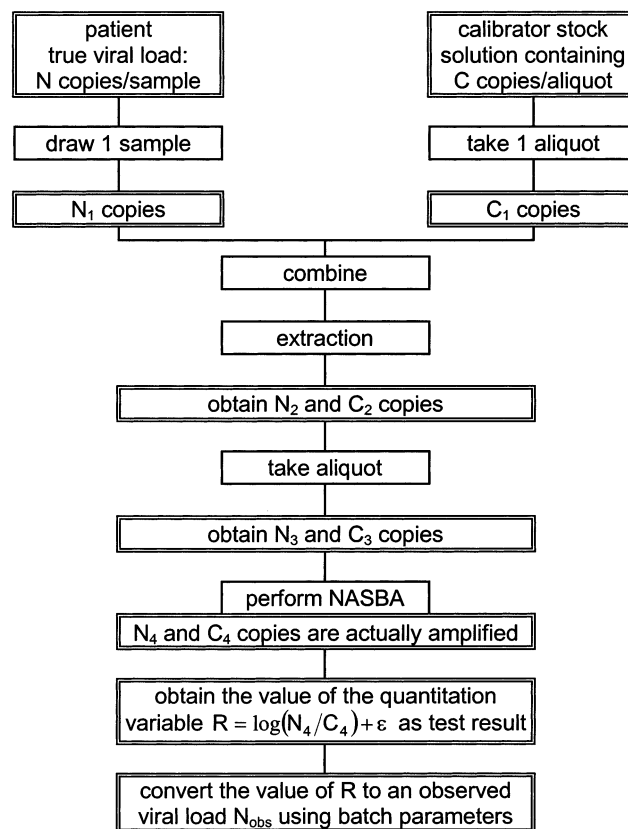 patient
true viral load:
N copies/sample
calibrator stock
solution containing
C copies/aliquot
draw 1 sample
take 1 aliquot
N₁ copies
C₁ copies
combine
extraction
obtain N₂ and C₂ copies
take aliquot
obtain N₃ and C₃ copies
perform NASBA
N₄ and C₄ copies are actually amplified
obtain the value of the quantitation
variable R = log(N₄/C₄) + ε as test result
convert the value of R to an observed
viral load Nobs using batch parameters